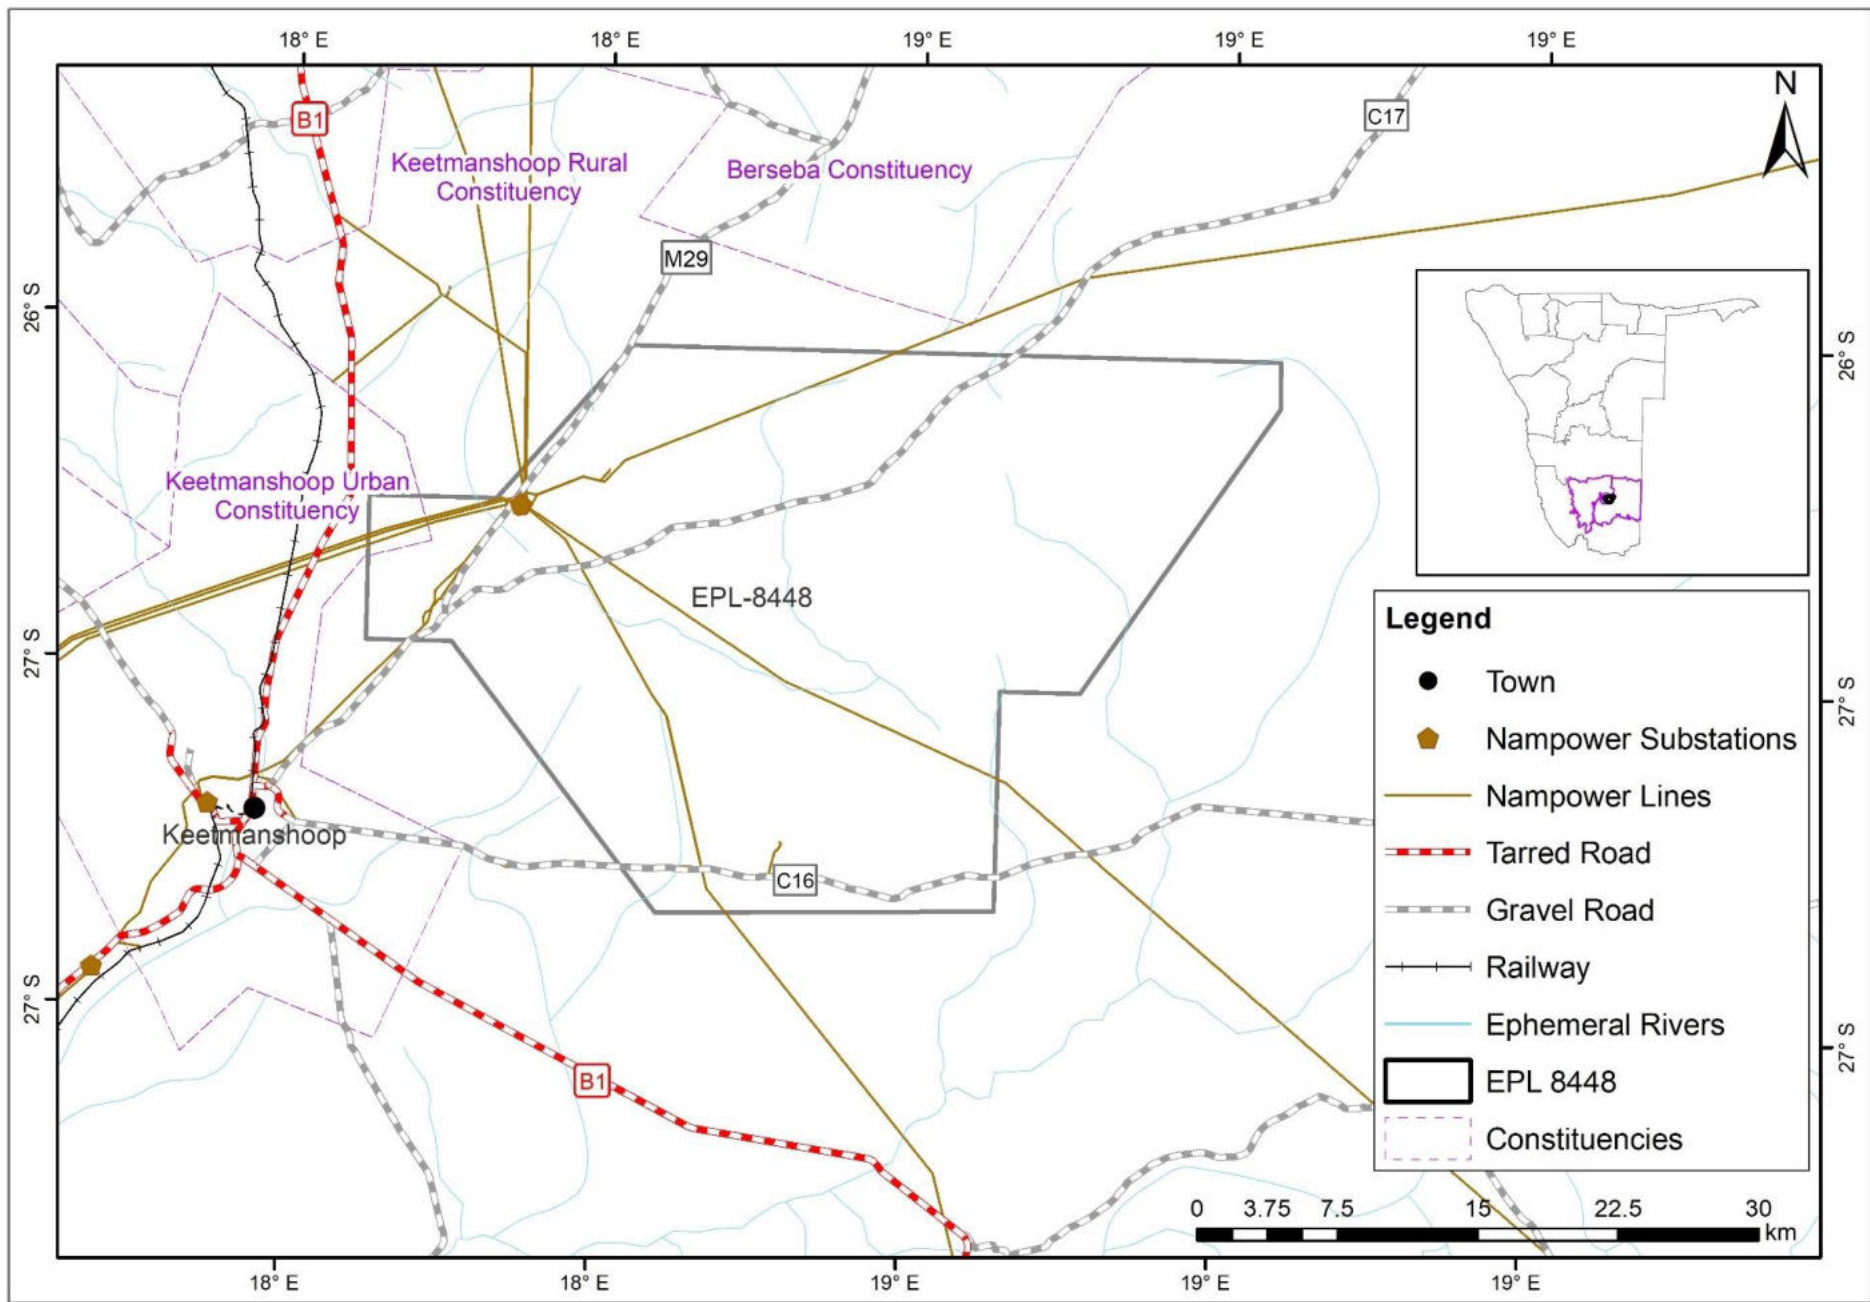 18° E
18° E
19° E
19° E
19° E
N
B1
C17
Keetmanshoop Rural
Constituency
Berseba Constituency
M29
26° S
26° S
Keetmanshoop Urban
Constituency
EPL-8448
27° S
27° S
Keetmanshoop
C16
27° S
27° S
B1
Legend
Town
Nampower Substations
Nampower Lines
Tarred Road
Gravel Road
Railway
Ephemeral Rivers
EPL 8448
Constituencies
0 3.75 7.5 15 22.5 30
km
18° E
18° E
19° E
19° E
19° E